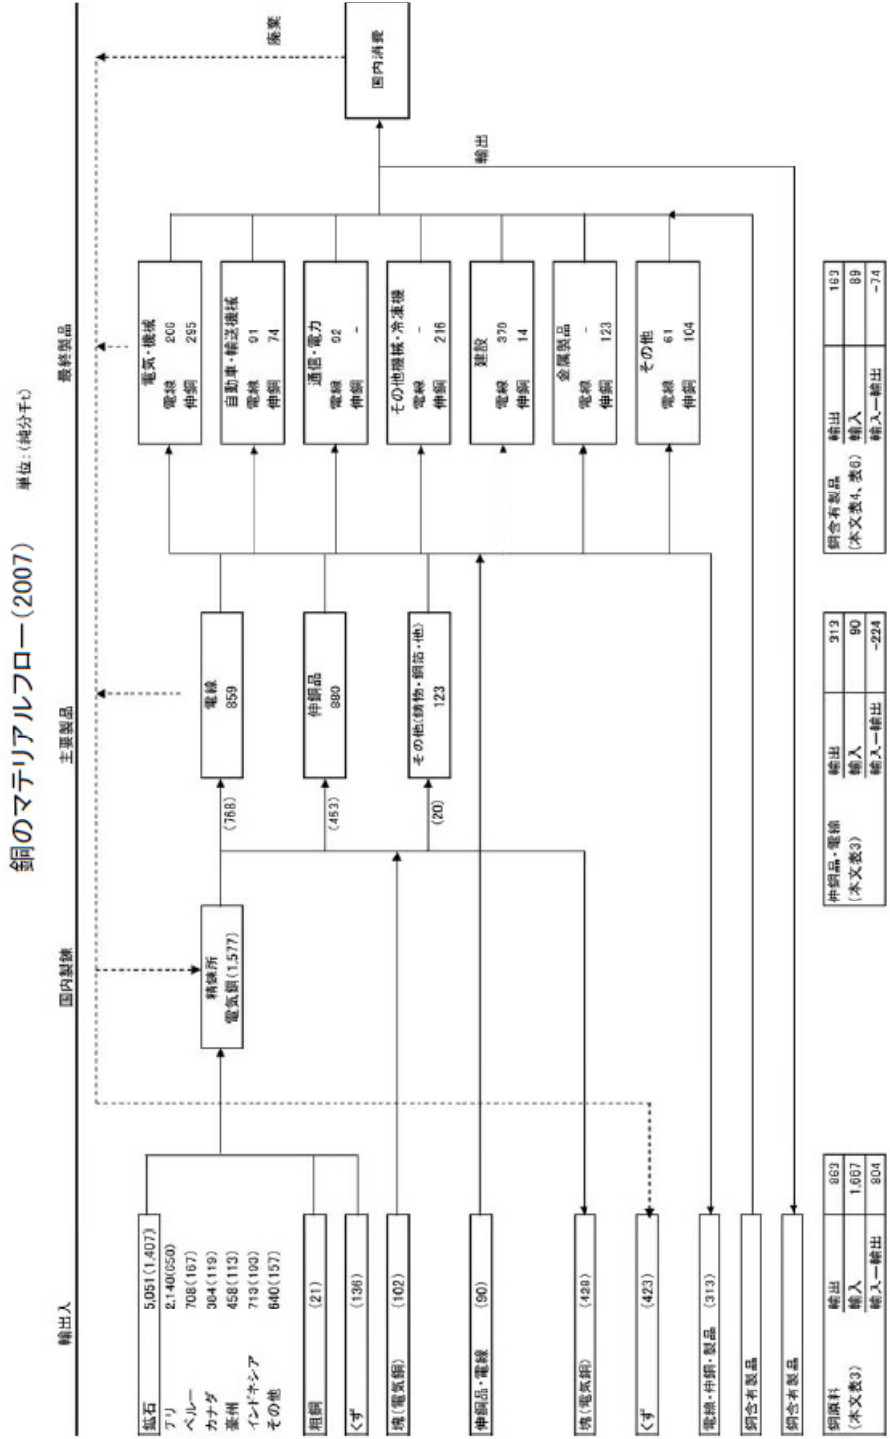 銅のマテリアルフロー(2007)
単位:(純分千t)
輸出入
国内製錬
主要製品
最終製品
鉱石 5,051(1,407)
チリ
ペルー 708(167)
カナダ
豪州 458(113)
インドネシア
その他 640(157)
粗銅 (21)
くず (136)
塊(電気銅) (102)
伸銅品・電線 (90)
塊(電気銅)
くず (423)
電線・伸銅・製品 (313)
銅含有製品
銅含有製品
精錬所
電気銅(1,577)
(768)
(453)
(20)
電線
859
伸銅品
880
その他(鋳物・銅箔・他)
123
電気・機械
電線
伸銅 295
自動車・輸送機械
電線 91
伸銅 74
通信・電力
電線 92
伸銅 -
その他機械・冷凍機
電線 -
伸銅 216
建設
電線 370
伸銅 14
金属製品
電線 -
伸銅 123
その他
電線 61
伸銅 104
国内消費
廃棄
輸出
銅原料 輸出 863
(本文表3) 輸入 1,667
輸入ー輸出 804
伸銅品・電線 輸出 313
(本文表3) 輸入 90
輸入ー輸出 -224
銅含有製品 輸出 163
(本文表4、表6) 輸入 89
輸入ー輸出 -74